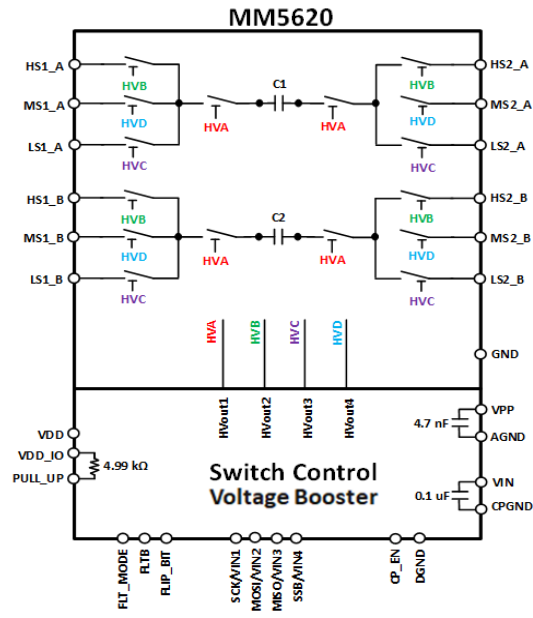 MM5620
HS1_A
HVB
C1
HVB
HS2_A
MS1_A
HVD
HVA
HVA
HVD
MS2_A
LS1_A
HVC
HVC
LS2_A
HS1_B
HVB
C2
HVB
HS2_B
MS1_B
HVD
HVA
HVA
HVD
MS2_B
LS1_B
HVC
HVC
LS2_B
HVA
HVB
HVC
HVD
GND
HVout1
HVout2
HVout3
HVout4
VPP
4.7 nF
AGND
VDD
VDD_IO
4.99 kΩ
PULL_UP
Switch Control
Voltage Booster
VIN
0.1 uF
CPGND
FLT_MODE
FLTB
FLIP_BIT
SCK/VIN1
MOSI/VIN2
MISO/VIN3
SSB/VIN4
CP_EN
DGND